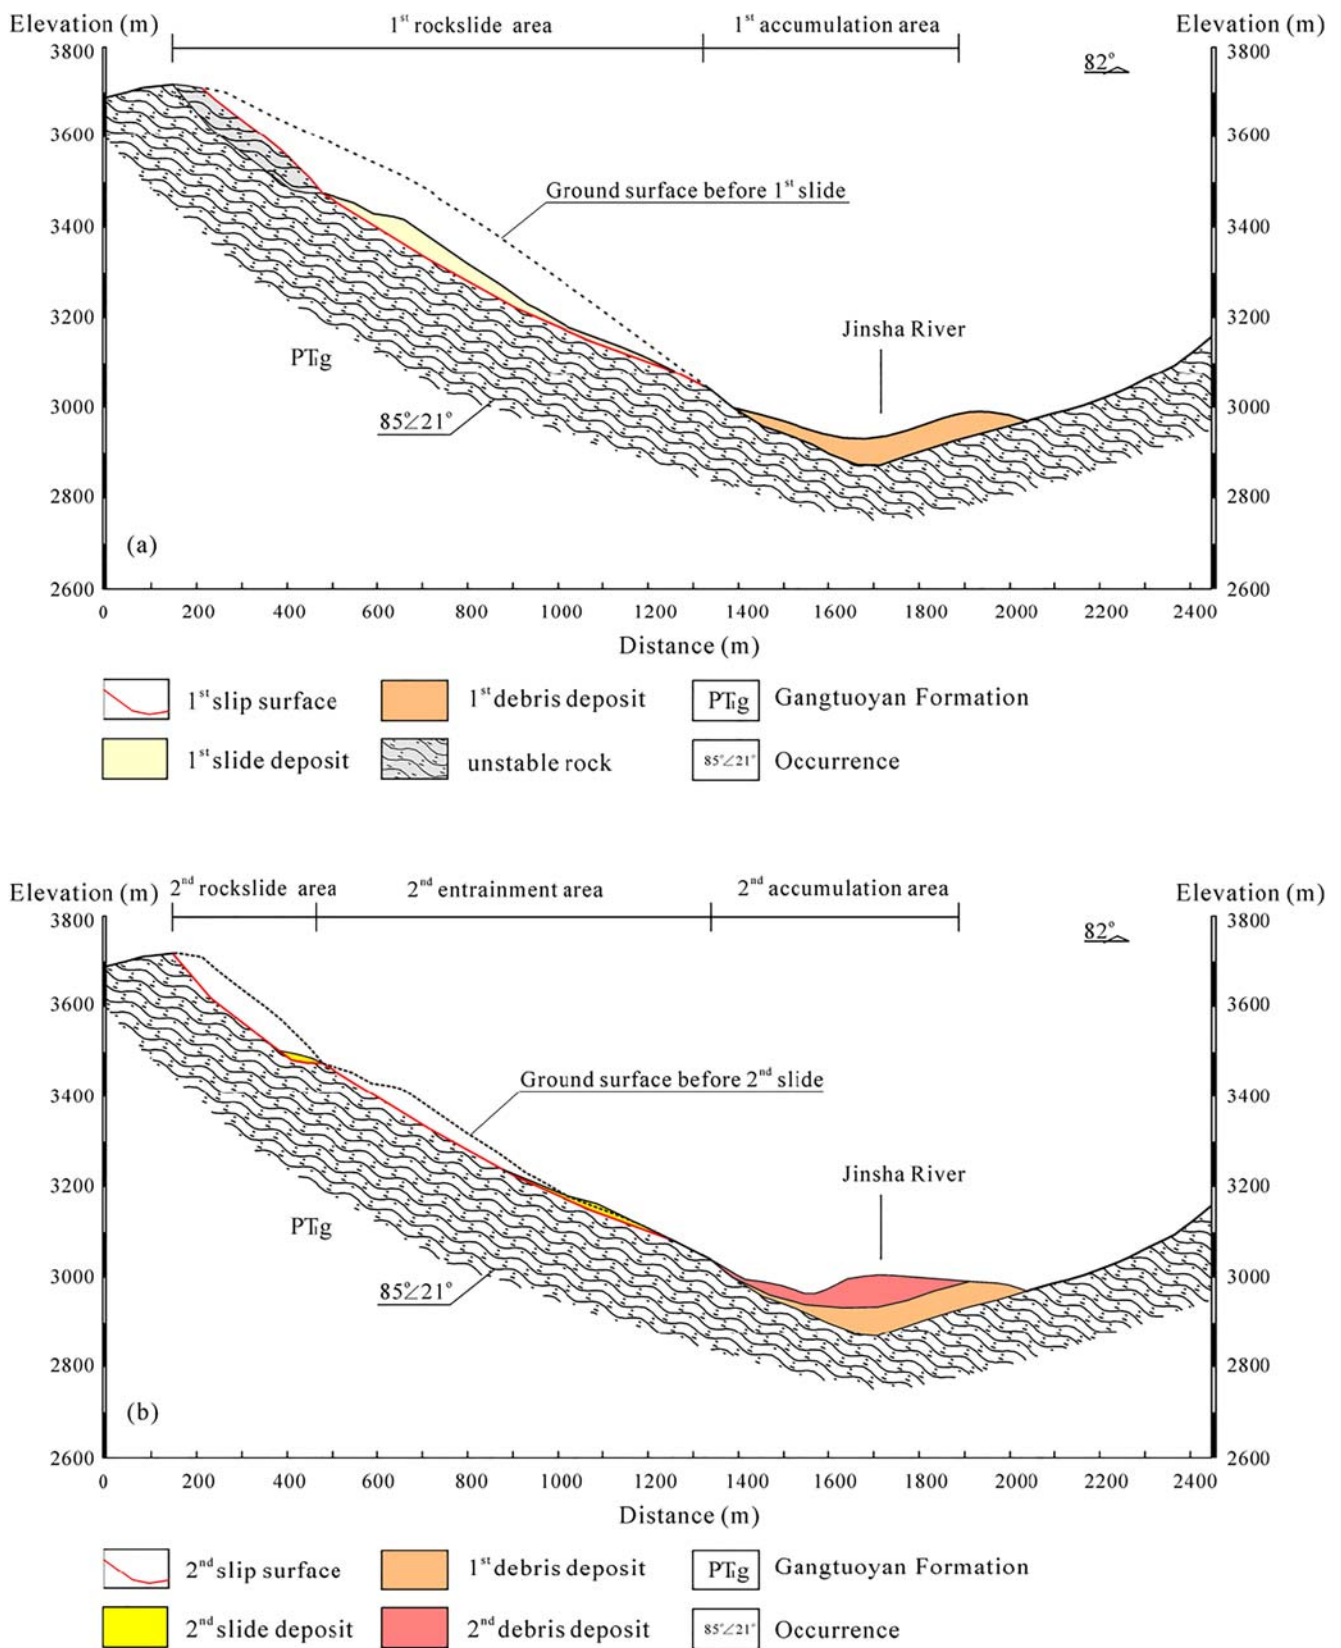 Elevation (m)
1st rockslide area
1st accumulation area
Elevation (m)
3800
3600
3400
3200
3000
2800
2600
82°
3800
3600
3400
3200
3000
2800
2600
Ground surface before 1st slide
Jinsha River
PT1g
85°∠21°
(a)
0 200 400 600 800 1000 1200 1400 1600 1800 2000 2200 2400
Distance (m)
1st slip surface
1st debris deposit
PT1g Gangtuoyan Formation
1st slide deposit
unstable rock
85°∠21° Occurrence
Elevation (m)
2nd rockslide area
2nd entrainment area
2nd accumulation area
Elevation (m)
3800
3600
3400
3200
3000
2800
2600
82°
3800
3600
3400
3200
3000
2800
2600
Ground surface before 2nd slide
Jinsha River
PT1g
85°∠21°
(b)
0 200 400 600 800 1000 1200 1400 1600 1800 2000 2200 2400
Distance (m)
2nd slip surface
1st debris deposit
PT1g Gangtuoyan Formation
2nd slide deposit
2nd debris deposit
85°∠21° Occurrence